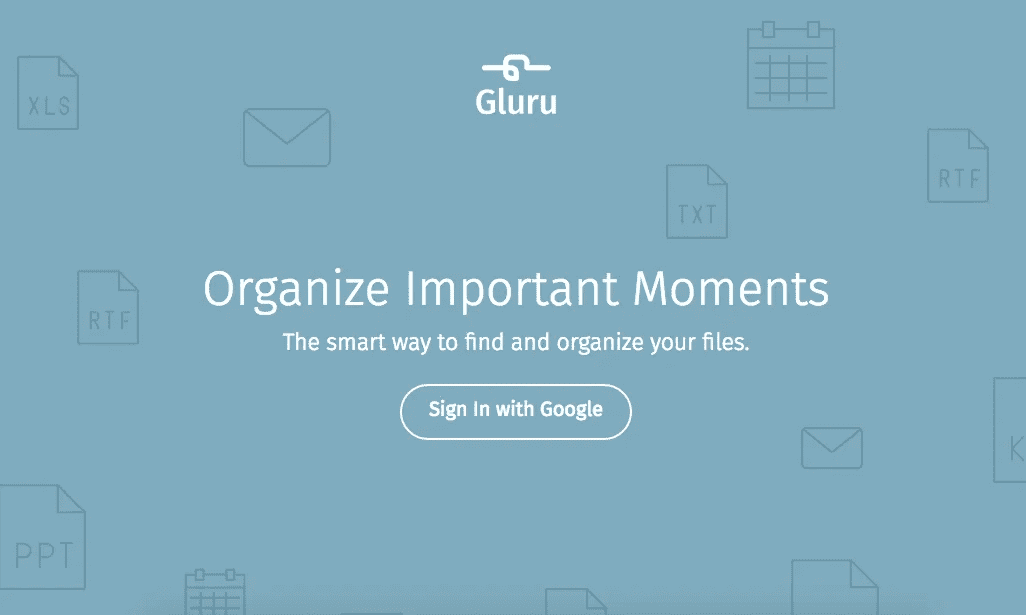 XLS
Gluru
RTF
TXT
Organize Important Moments
RTF
The smart way to find and organize your files.
Sign In with Google
K
PPT